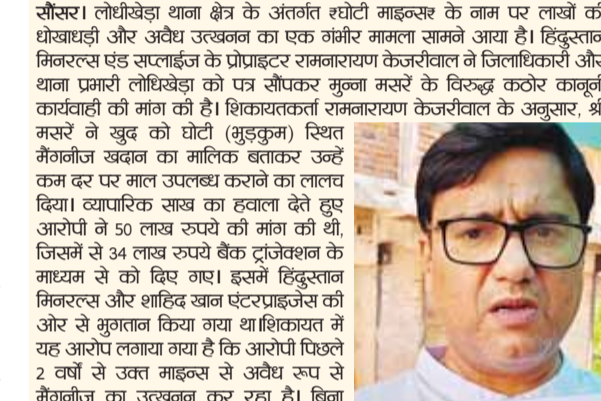 सौंसर। लोधीखेड़ा थाना क्षेत्र के अंतर्गत रघोटी माइन्सर के नाम पर लाखों की
धोखाधड़ी और अवैध उत्खनन का एक गंभीर मामला सामने आया है। हिंदुस्तान
मिनरल्स एंड सप्लाईज के प्रोप्राइटर रामनारायण केजरीवाल ने जिलाधिकारी और
थाना प्रभारी लोधिखेड़ा को पत्र सौंपकर मुन्ना मसरें के विरुद्ध कठोर कानूनी
कार्यवाही की मांग की है। शिकायतकर्ता रामनारायण केजरीवाल के अनुसार, श्री
मसरें ने खुद को घोटी (भुड़कुम) स्थित
मैंगनीज खदान का मालिक बताकर उन्हें
कम दर पर माल उपलब्ध कराने का लालच
दिया। व्यापारिक साख का हवाला देते हुए
आरोपी ने 50 लाख रुपये की मांग की थी,
जिसमें से 34 लाख रुपये बैंक ट्रांजेक्शन के
माध्यम से को दिए गए। इसमें हिंदुस्तान
मिनरल्स और शाहिद खान एंटरप्राइजेस की
ओर से भुगतान किया गया था।शिकायत में
यह आरोप लगाया गया है कि आरोपी पिछले
2 वर्षों से उक्त माइन्स से अवैध रूप से
मैंगनीज का उत्खनन कर रहा है। बिना